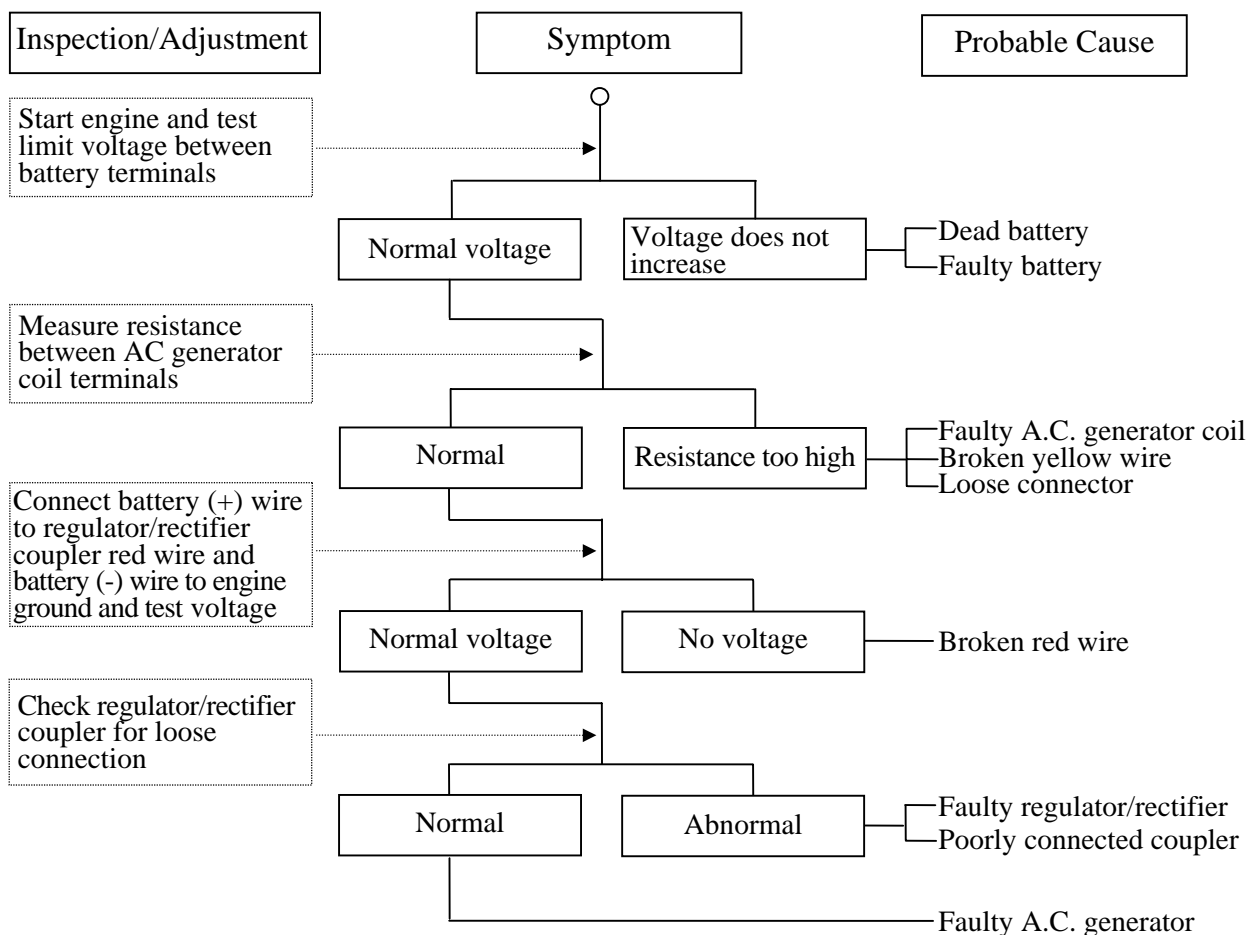 Inspection/Adjustment
Symptom
Probable Cause
Start engine and test
limit voltage between
battery terminals
Normal voltage
Voltage does not
increase
Dead battery
Faulty battery
Measure resistance
between AC generator
coil terminals
Normal
Resistance too high
Faulty A.C. generator coil
Broken yellow wire
Loose connector
Connect battery (+) wire
to regulator/rectifier
coupler red wire and
battery (-) wire to engine
ground and test voltage
Normal voltage
No voltage
Broken red wire
Check regulator/rectifier
coupler for loose
connection
Normal
Abnormal
Faulty regulator/rectifier
Poorly connected coupler
Faulty A.C. generator